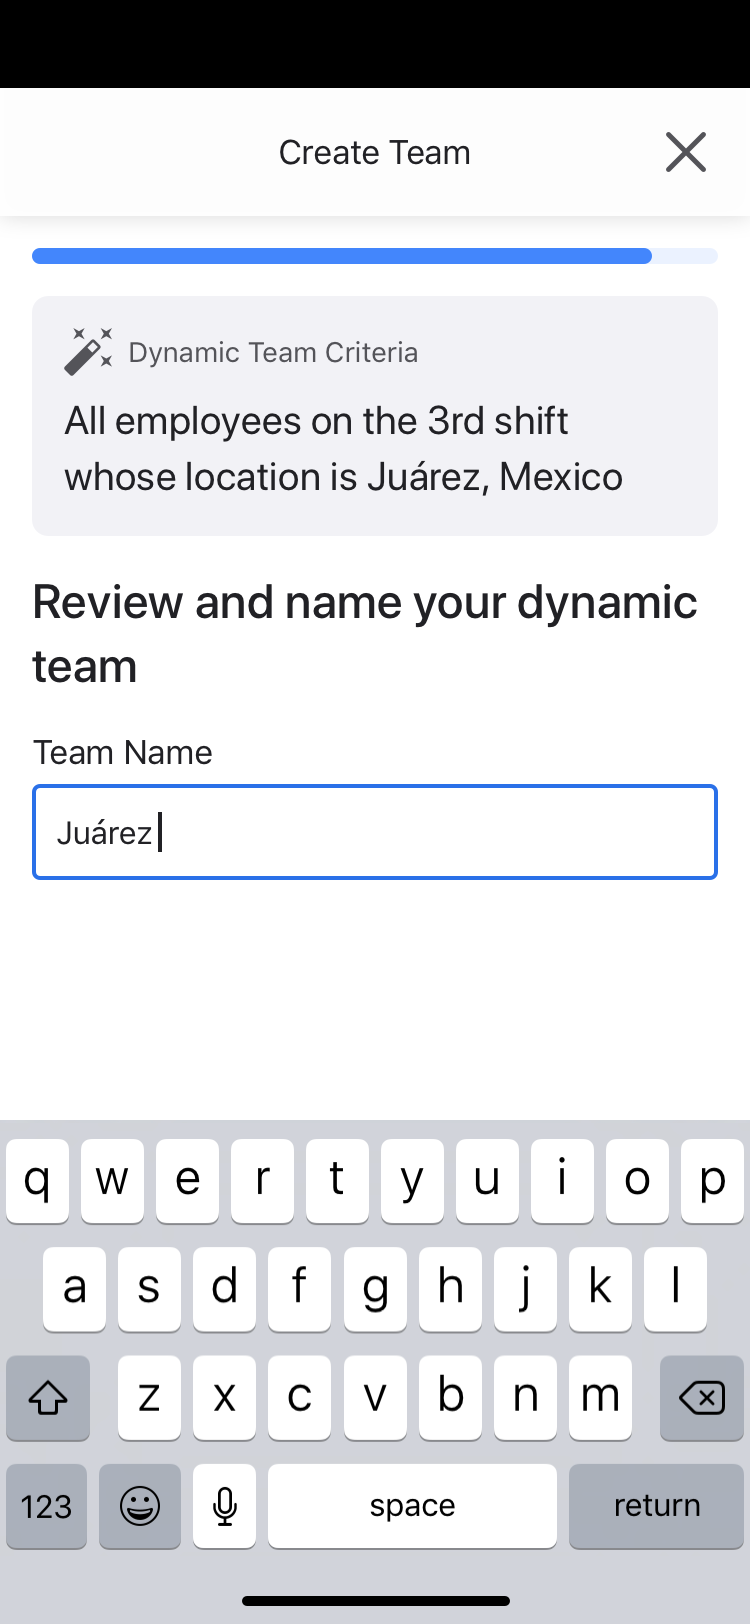 Create Team
Dynamic Team Criteria
All employees on the 3rd shift
whose location is Juárez, Mexico
Review and name your dynamic
team
Team Name
Juárez
q w e r t y u i o p
a s d f g h j k l
z x c v b n m
123 space return